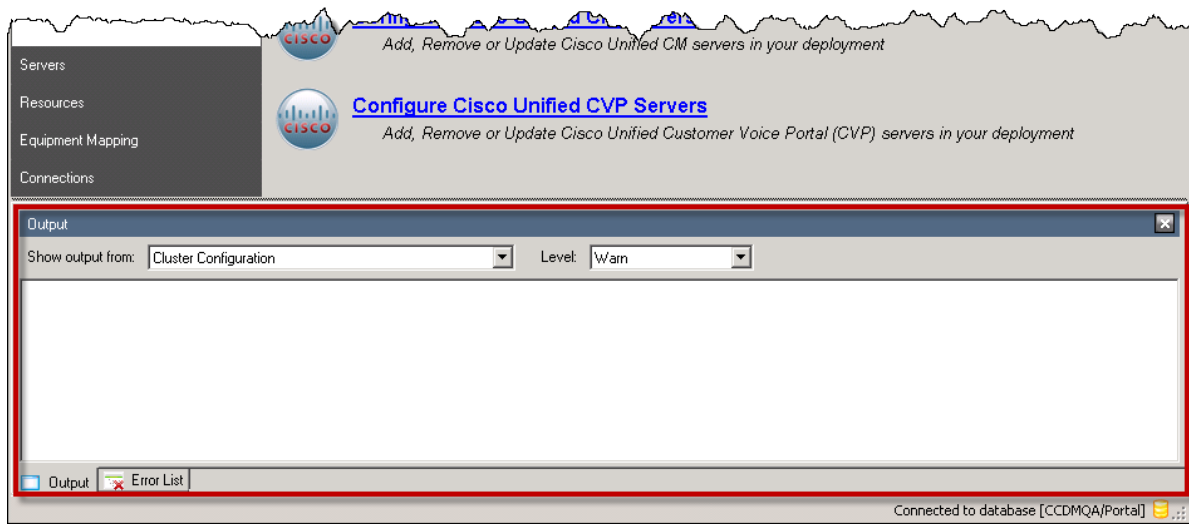 CISCO
Add, Remove or Update Cisco Unified CM servers in your deployment
Servers
Resources
Configure Cisco Unified CVP Servers
CISCO
Add, Remove or Update Cisco Unified Customer Voice Portal (CVP) servers in your deployment
Equipment Mapping
Connections
Output
Show output from: Cluster Configuration Level: Warn
Output Error List
Connected to database [CCDMQA/Portal]